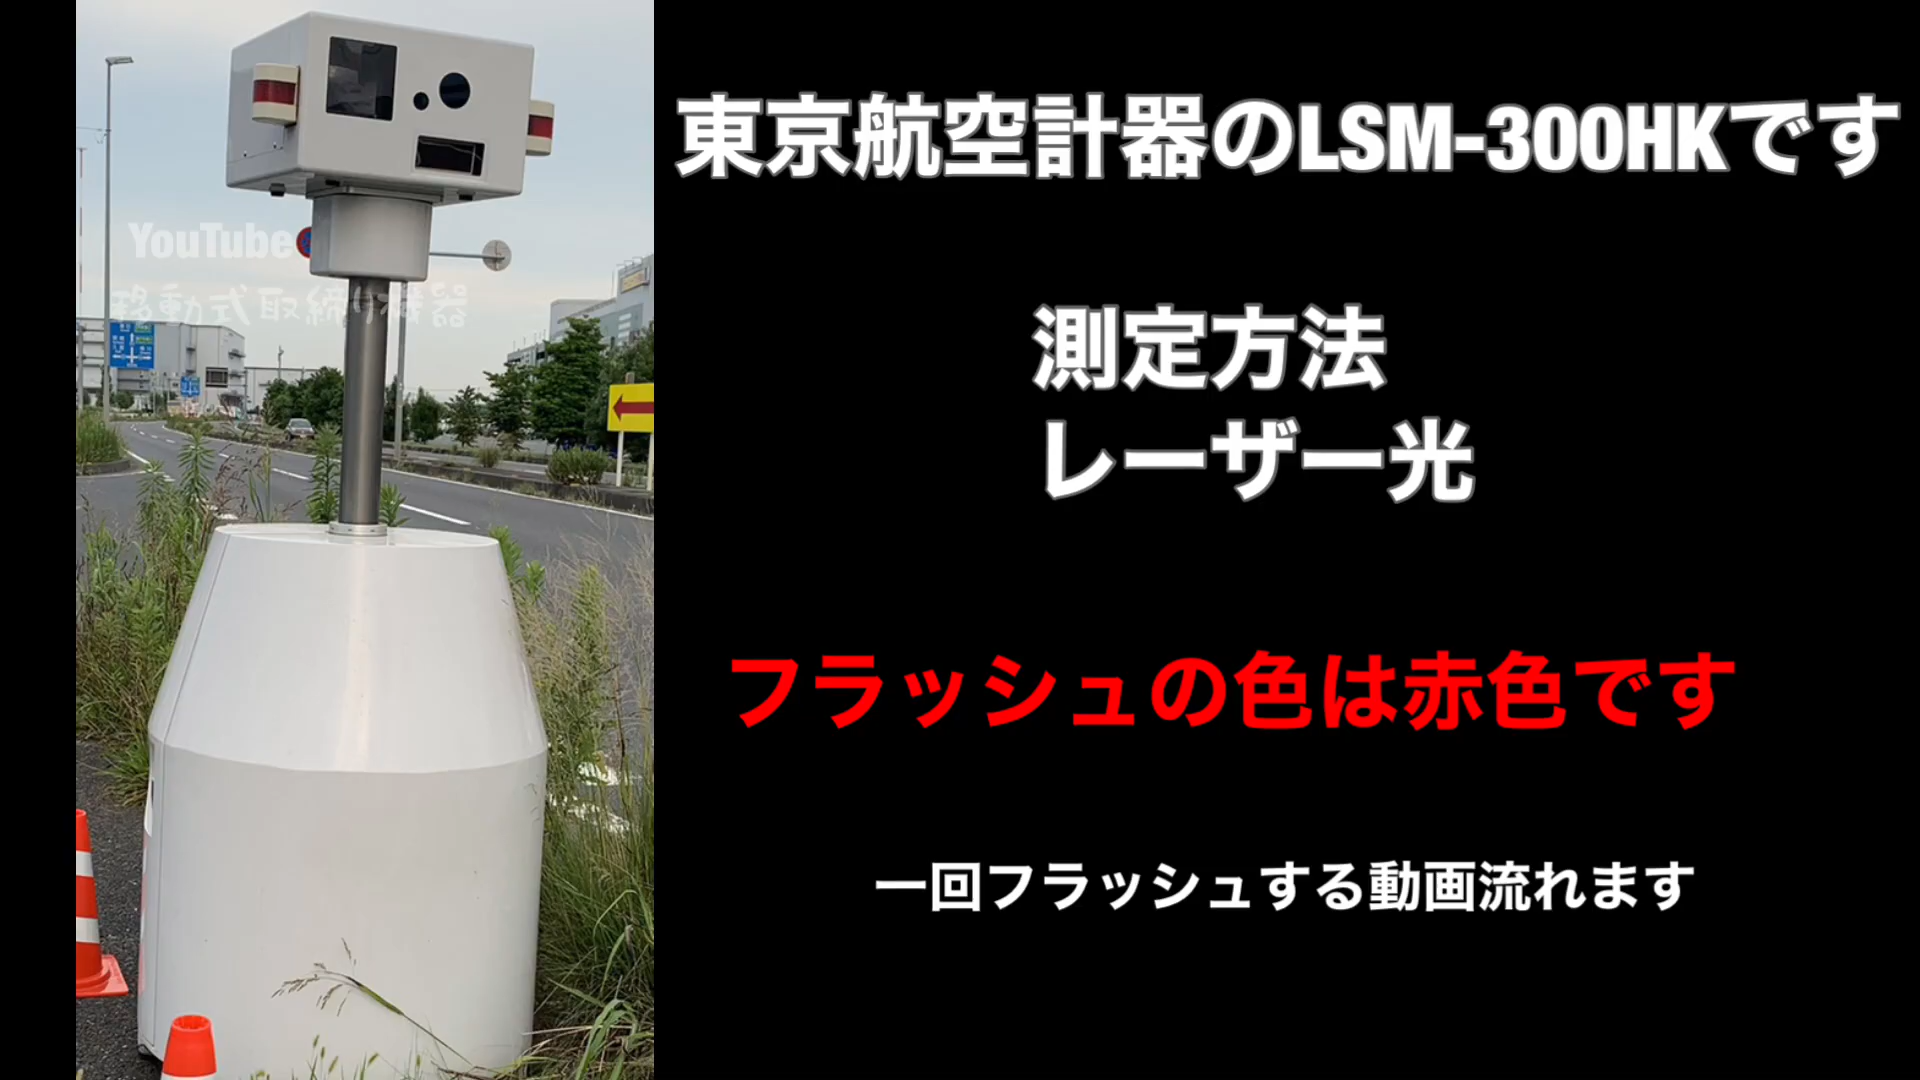 東京航空計器のLSM-300HKです
測定方法
レーザー光
フラッシュの色は赤色です
一回フラッシュする動画流れます
YouTube
移動式取締り機器